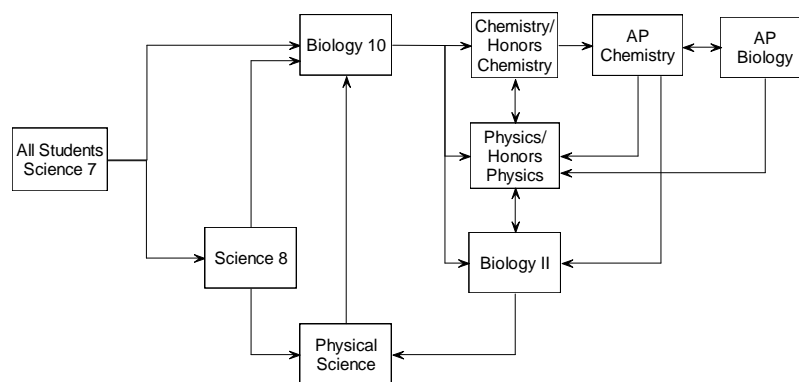 Biology 10
Chemistry/
Honors
Chemistry
AP
Chemistry
AP
Biology
All Students
Science 7
Physics/
Honors
Physics
Science 8
Biology II
Physical
Science